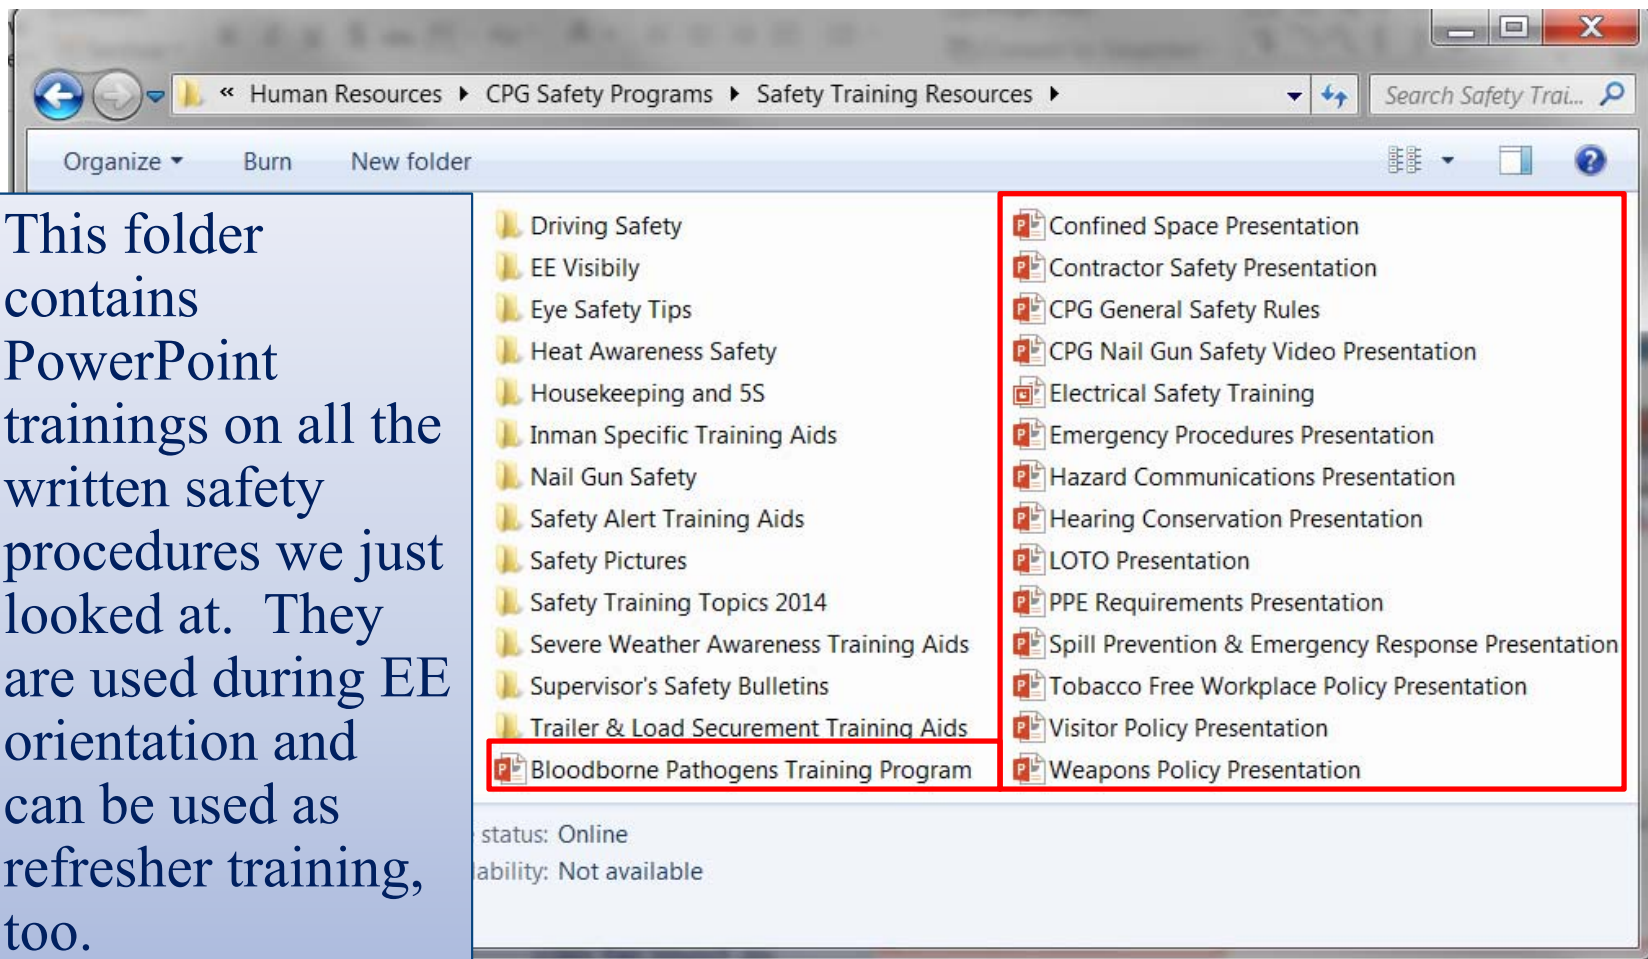 « Human Resources ▸ CPG Safety Programs ▸ Safety Training Resources ▸
Search Safety Trai...
Organize
Burn
New folder
This folder
contains
PowerPoint
trainings on all the
written safety
procedures we just
looked at. They
are used during EE
orientation and
can be used as
refresher training,
too.
Driving Safety
EE Visibily
Eye Safety Tips
Heat Awareness Safety
Housekeeping and 5S
Inman Specific Training Aids
Nail Gun Safety
Safety Alert Training Aids
Safety Pictures
Safety Training Topics 2014
Severe Weather Awareness Training Aids
Supervisor's Safety Bulletins
Trailer & Load Securement Training Aids
Bloodborne Pathogens Training Program
Confined Space Presentation
Contractor Safety Presentation
CPG General Safety Rules
CPG Nail Gun Safety Video Presentation
Electrical Safety Training
Emergency Procedures Presentation
Hazard Communications Presentation
Hearing Conservation Presentation
LOTO Presentation
PPE Requirements Presentation
Spill Prevention & Emergency Response Presentation
Tobacco Free Workplace Policy Presentation
Visitor Policy Presentation
Weapons Policy Presentation
status: Online
lability: Not available